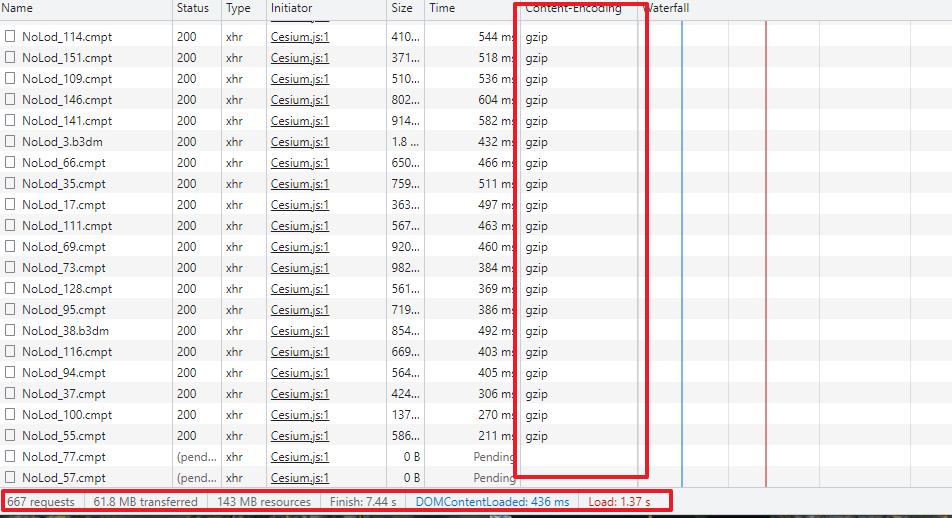 Name Status Type Initiator Size Time Content-Encoding Waterfall
NoLod_114.cmpt 200 xhr Cesium.js:1 410... 544 ms gzip
NoLod_151.cmpt 200 xhr Cesium.js:1 371... 518 ms gzip
NoLod_109.cmpt 200 xhr Cesium.js:1 510... 536 ms gzip
NoLod_146.cmpt 200 xhr Cesium.js:1 802... 604 ms gzip
NoLod_141.cmpt 200 xhr Cesium.js:1 914... 582 ms gzip
NoLod_3.b3dm 200 xhr Cesium.js:1 1.8 ... 432 ms gzip
NoLod_66.cmpt 200 xhr Cesium.js:1 650... 466 ms gzip
NoLod_35.cmpt 200 xhr Cesium.js:1 759... 511 ms gzip
NoLod_17.cmpt 200 xhr Cesium.js:1 363... 497 ms gzip
NoLod_111.cmpt 200 xhr Cesium.js:1 567... 463 ms gzip
NoLod_69.cmpt 200 xhr Cesium.js:1 920... 460 ms gzip
NoLod_73.cmpt 200 xhr Cesium.js:1 982... 384 ms gzip
NoLod_128.cmpt 200 xhr Cesium.js:1 561... 369 ms gzip
NoLod_95.cmpt 200 xhr Cesium.js:1 719... 386 ms gzip
NoLod_38.b3dm 200 xhr Cesium.js:1 854... 492 ms gzip
NoLod_116.cmpt 200 xhr Cesium.js:1 669... 403 ms gzip
NoLod_94.cmpt 200 xhr Cesium.js:1 564... 405 ms gzip
NoLod_37.cmpt 200 xhr Cesium.js:1 424... 306 ms gzip
NoLod_100.cmpt 200 xhr Cesium.js:1 137... 270 ms gzip
NoLod_55.cmpt 200 xhr Cesium.js:1 586... 211 ms gzip
NoLod_77.cmpt (pend... xhr Cesium.js:1 0 B Pending
NoLod_57.cmpt (pend... xhr Cesium.js:1 0 B Pending
667 requests 61.8 MB transferred 143 MB resources Finish: 7.44 s DOMContentLoaded: 436 ms Load: 1.37 s